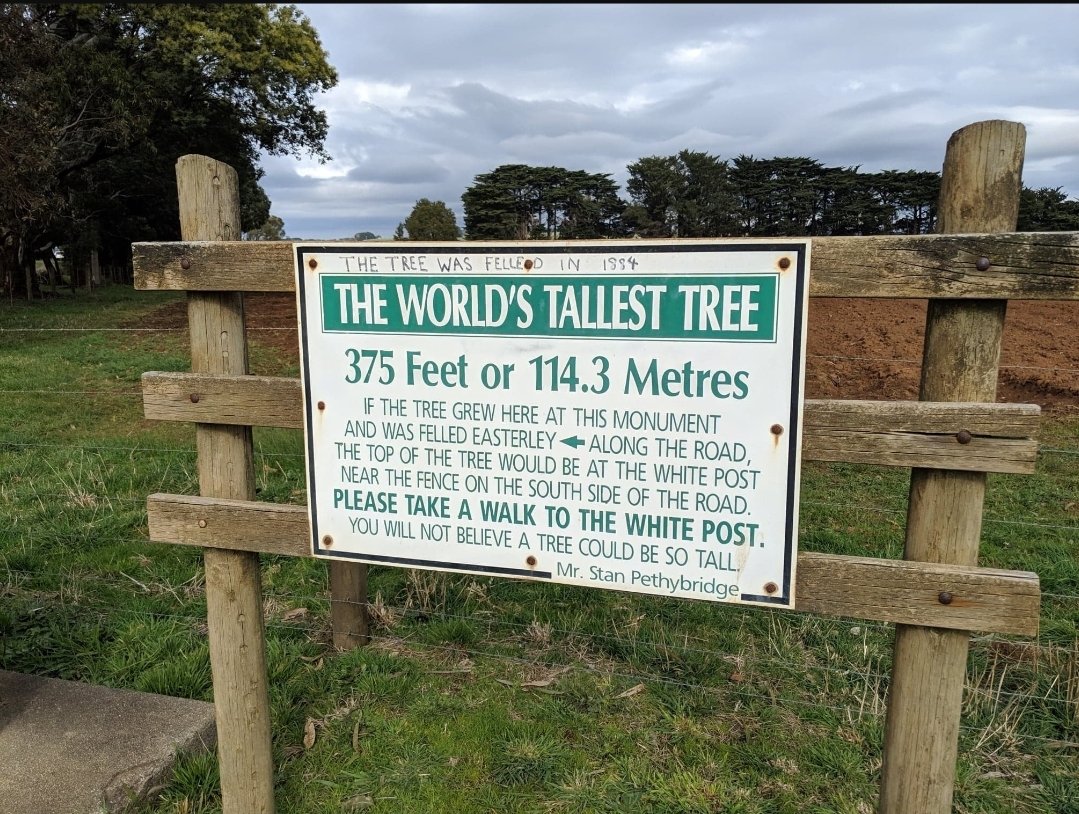 THE TREE WAS FELLED IN 1884
THE WORLD'S TALLEST TREE
375 Feet or 114.3 Metres
IF THE TREE GREW HERE AT THIS MONUMENT
AND WAS FELLED EASTERLEY ← ALONG THE ROAD,
THE TOP OF THE TREE WOULD BE AT THE WHITE POST
NEAR THE FENCE ON THE SOUTH SIDE OF THE ROAD.
PLEASE TAKE A WALK TO THE WHITE POST.
YOU WILL NOT BELIEVE A TREE COULD BE SO TALL.
Mr. Stan Pethybridge